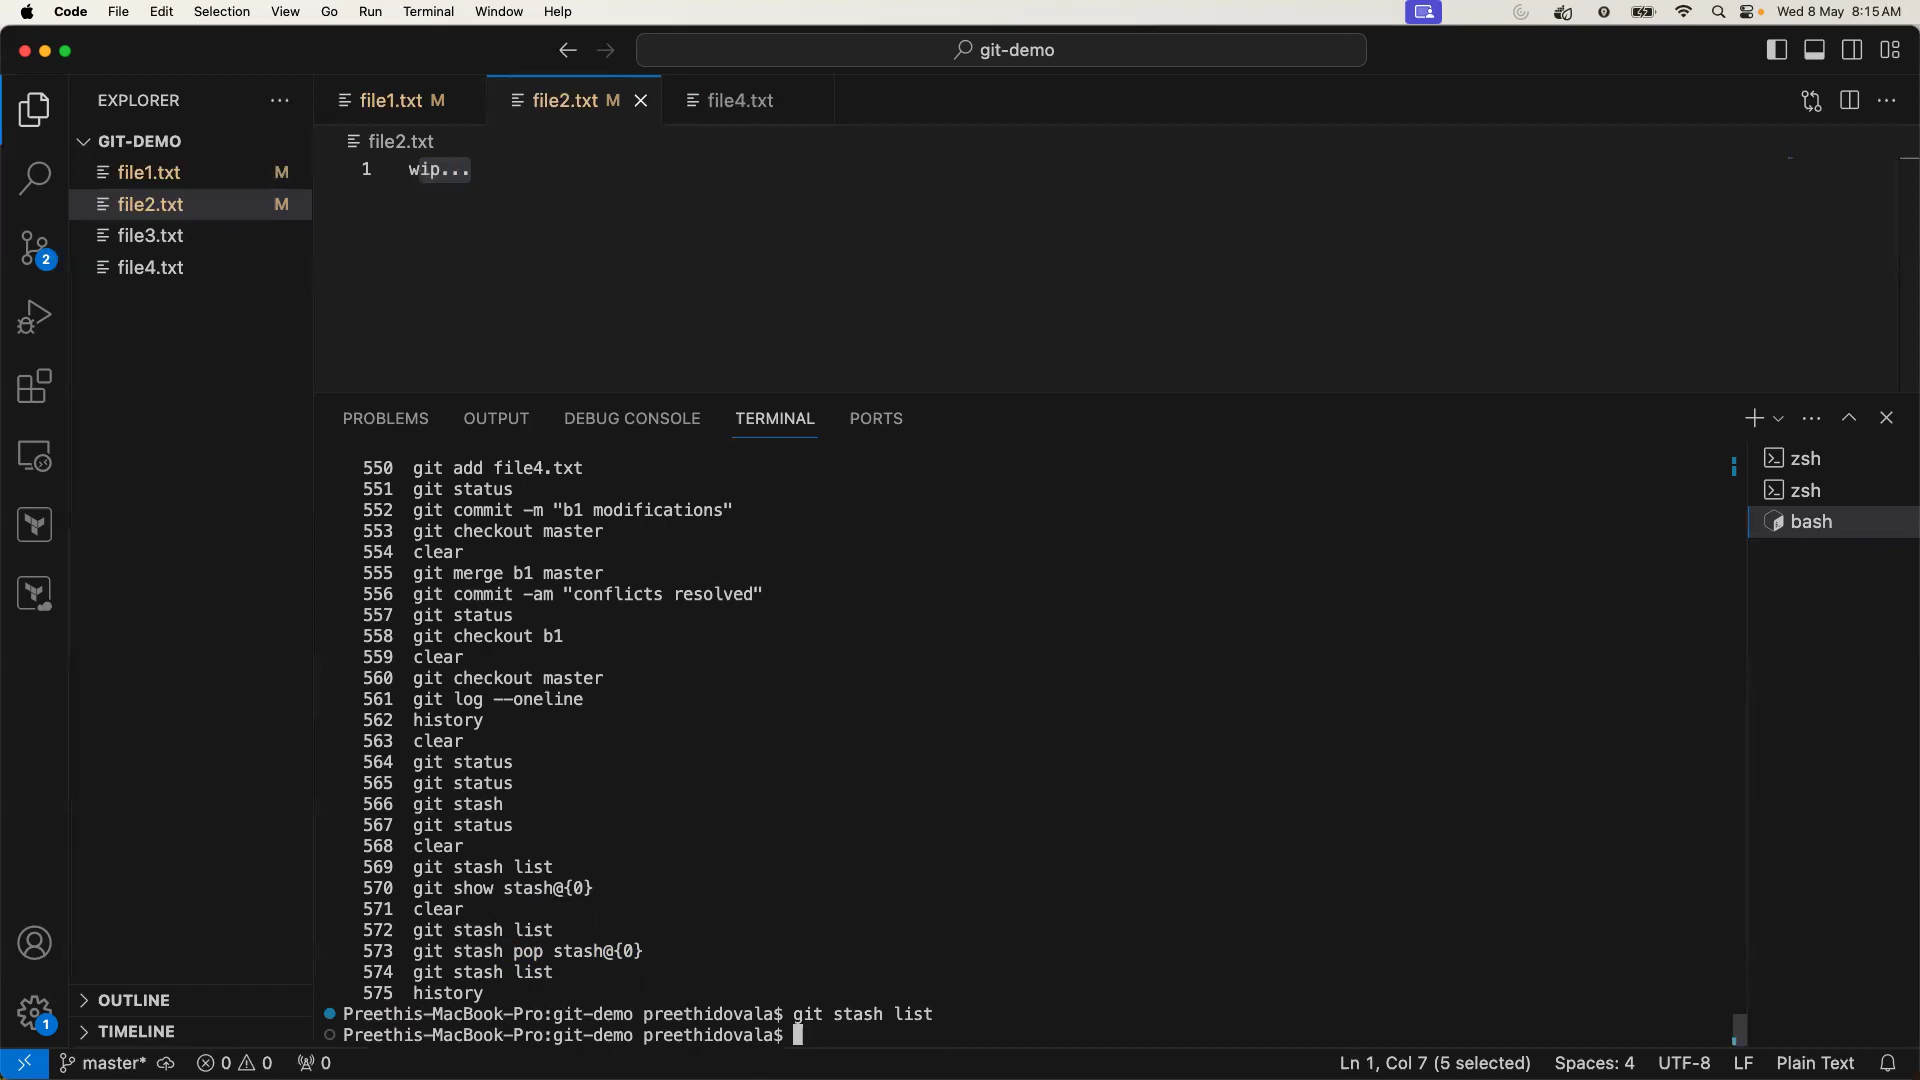 Code File Edit Selection View Go Run Terminal Window Help Wed 8 May 8:15 AM
git-demo
EXPLORER
GIT-DEMO
file1.txt M
file2.txt M
file3.txt
file4.txt
OUTLINE
TIMELINE
file1.txt M file2.txt M file4.txt
file2.txt
1 wip...
PROBLEMS OUTPUT DEBUG CONSOLE TERMINAL PORTS
550 git add file4.txt
551 git status
552 git commit -m "b1 modifications"
553 git checkout master
554 clear
555 git merge b1 master
556 git commit -am "conflicts resolved"
557 git status
558 git checkout b1
559 clear
560 git checkout master
561 git log --oneline
562 history
563 clear
564 git status
565 git status
566 git stash
567 git status
568 clear
569 git stash list
570 git show stash@{0}
571 clear
572 git stash list
573 git stash pop stash@{0}
574 git stash list
575 history
Preethis-MacBook-Pro:git-demo preethidovala$ git stash list
Preethis-MacBook-Pro:git-demo preethidovala$
zsh
zsh
bash
2
1
master* 0 0 0 Ln 1, Col 7 (5 selected) Spaces: 4 UTF-8 LF Plain Text